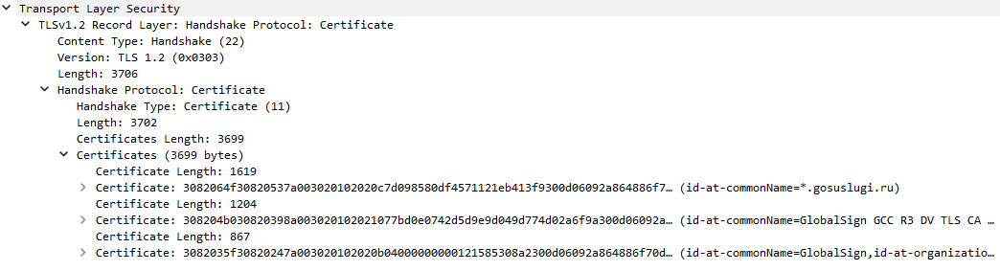 Transport Layer Security
TLSv1.2 Record Layer: Handshake Protocol: Certificate
Content Type: Handshake (22)
Version: TLS 1.2 (0x0303)
Length: 3706
Handshake Protocol: Certificate
Handshake Type: Certificate (11)
Length: 3702
Certificates Length: 3699
Certificates (3699 bytes)
Certificate Length: 1619
Certificate: 3082064f30820537a003020102020c7d098580df4571121eb413f9300d06092a864886f7… (id-at-commonName=*.gosuslugi.ru)
Certificate Length: 1204
Certificate: 308204b030820398a003020102021077bd0e0742d5d9e9d049d774d02a6f9a300d06092a… (id-at-commonName=GlobalSign GCC R3 DV TLS CA …
Certificate Length: 867
Certificate: 3082035f30820247a003020102020b04000000000121585308a2300d06092a864886f70d… (id-at-commonName=GlobalSign,id-at-organizatio…